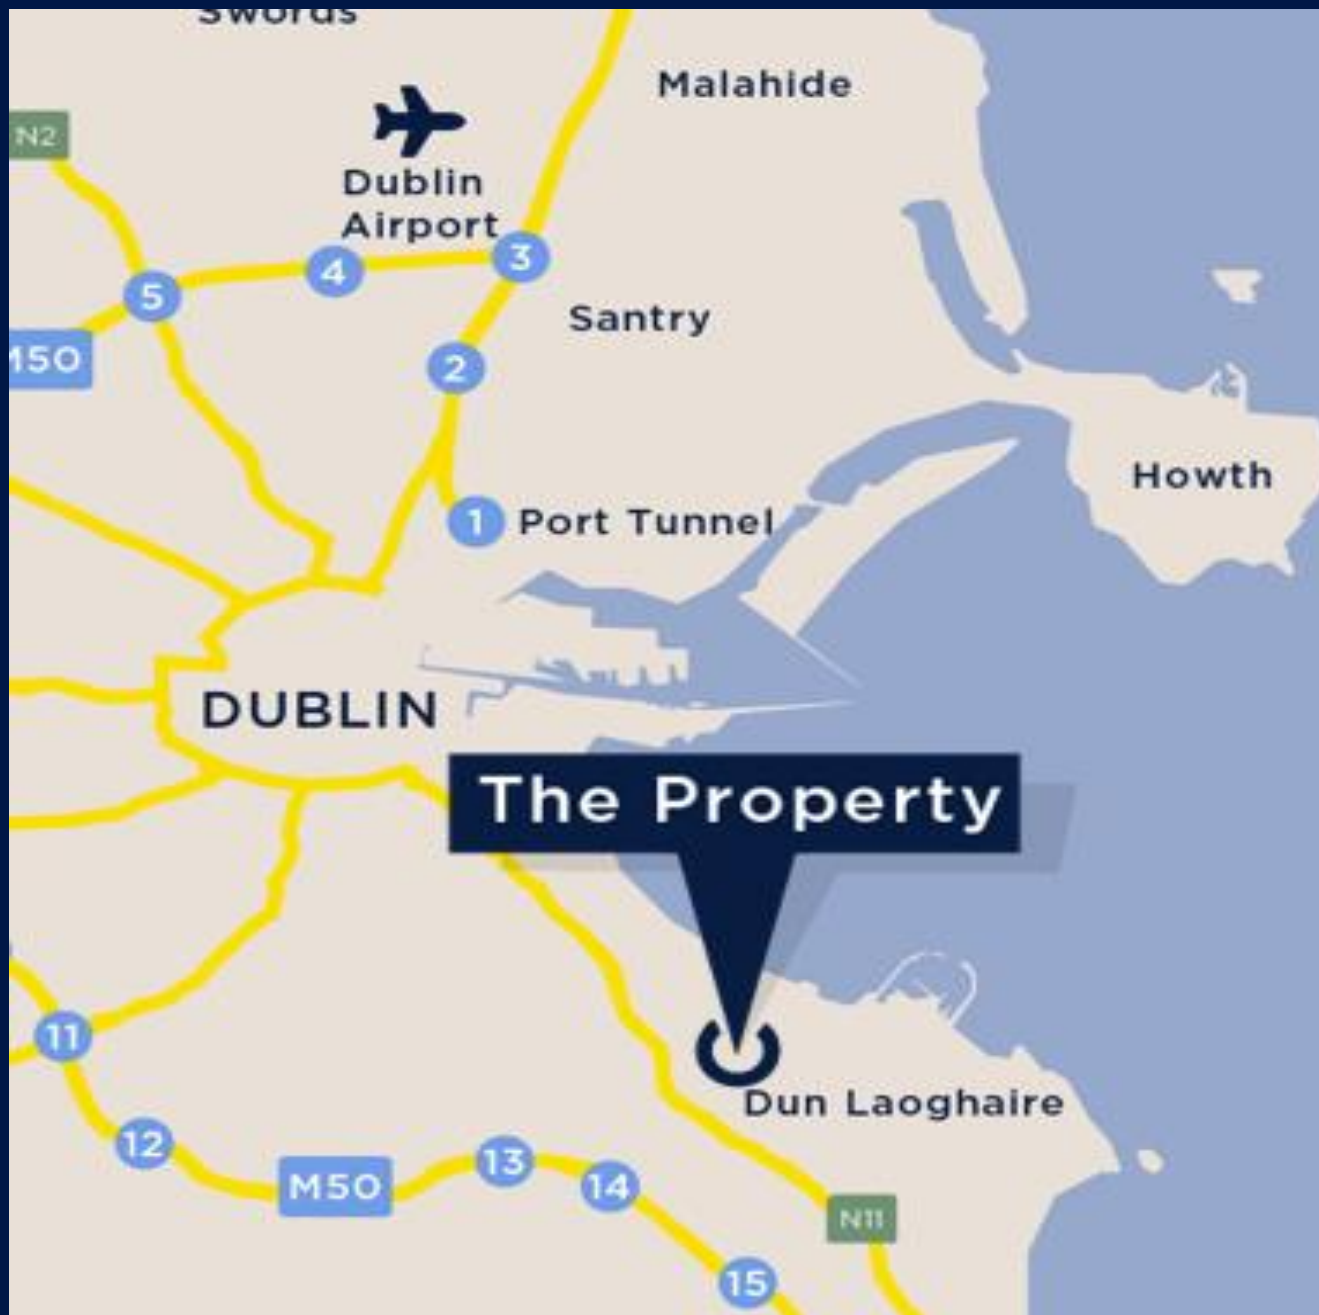 Swords
Malahide
N2
Dublin
Airport
3
4
5
Santry
M50
2
Howth
1 Port Tunnel
DUBLIN
The Property
11
Dun Laoghaire
12
13
M50
14
N11
15